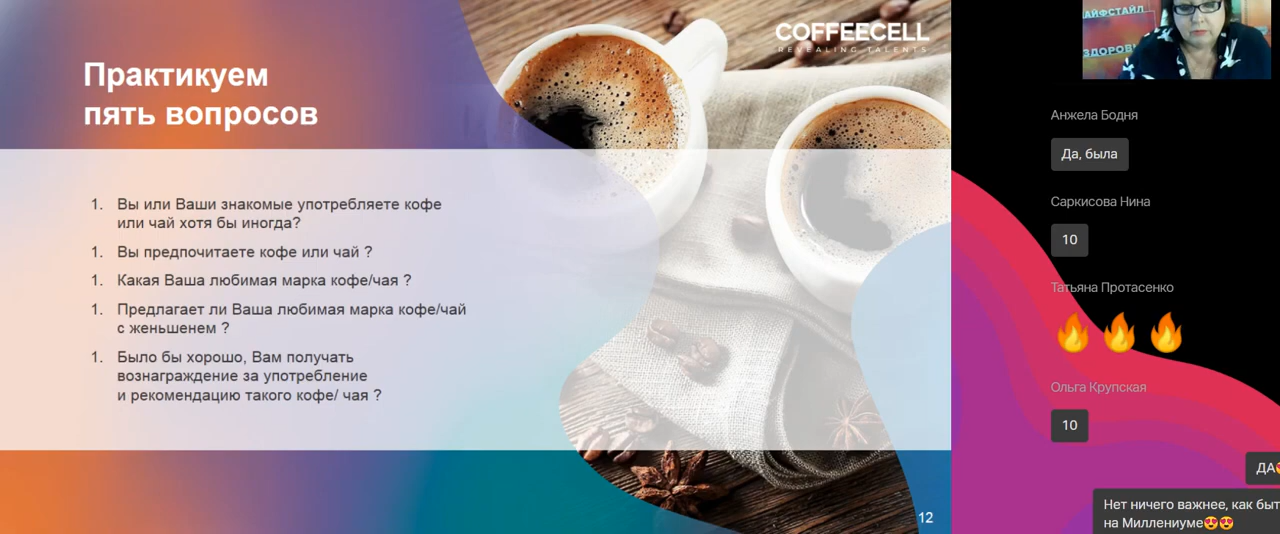 COFFEECELL
REVEALING TALENTS
Практикуем
пять вопросов
1. Вы или Ваши знакомые употребляете кофе
или чай хотя бы иногда?
1. Вы предпочитаете кофе или чай ?
1. Какая Ваша любимая марка кофе/чая ?
1. Предлагает ли Ваша любимая марка кофе/чай
с женьшенем ?
1. Было бы хорошо, Вам получать
вознаграждение за употребление
и рекомендацию такого кофе/ чая ?
12
АЙФСТАЙЛ
ЗДОРОВЬ
Анжела Бодня
Да, была
Саркисова Нина
10
Татьяна Протасенко
🔥🔥🔥
Ольга Крупская
10
ДА😍
Нет ничего важнее, как быт
на Миллениуме😍😍